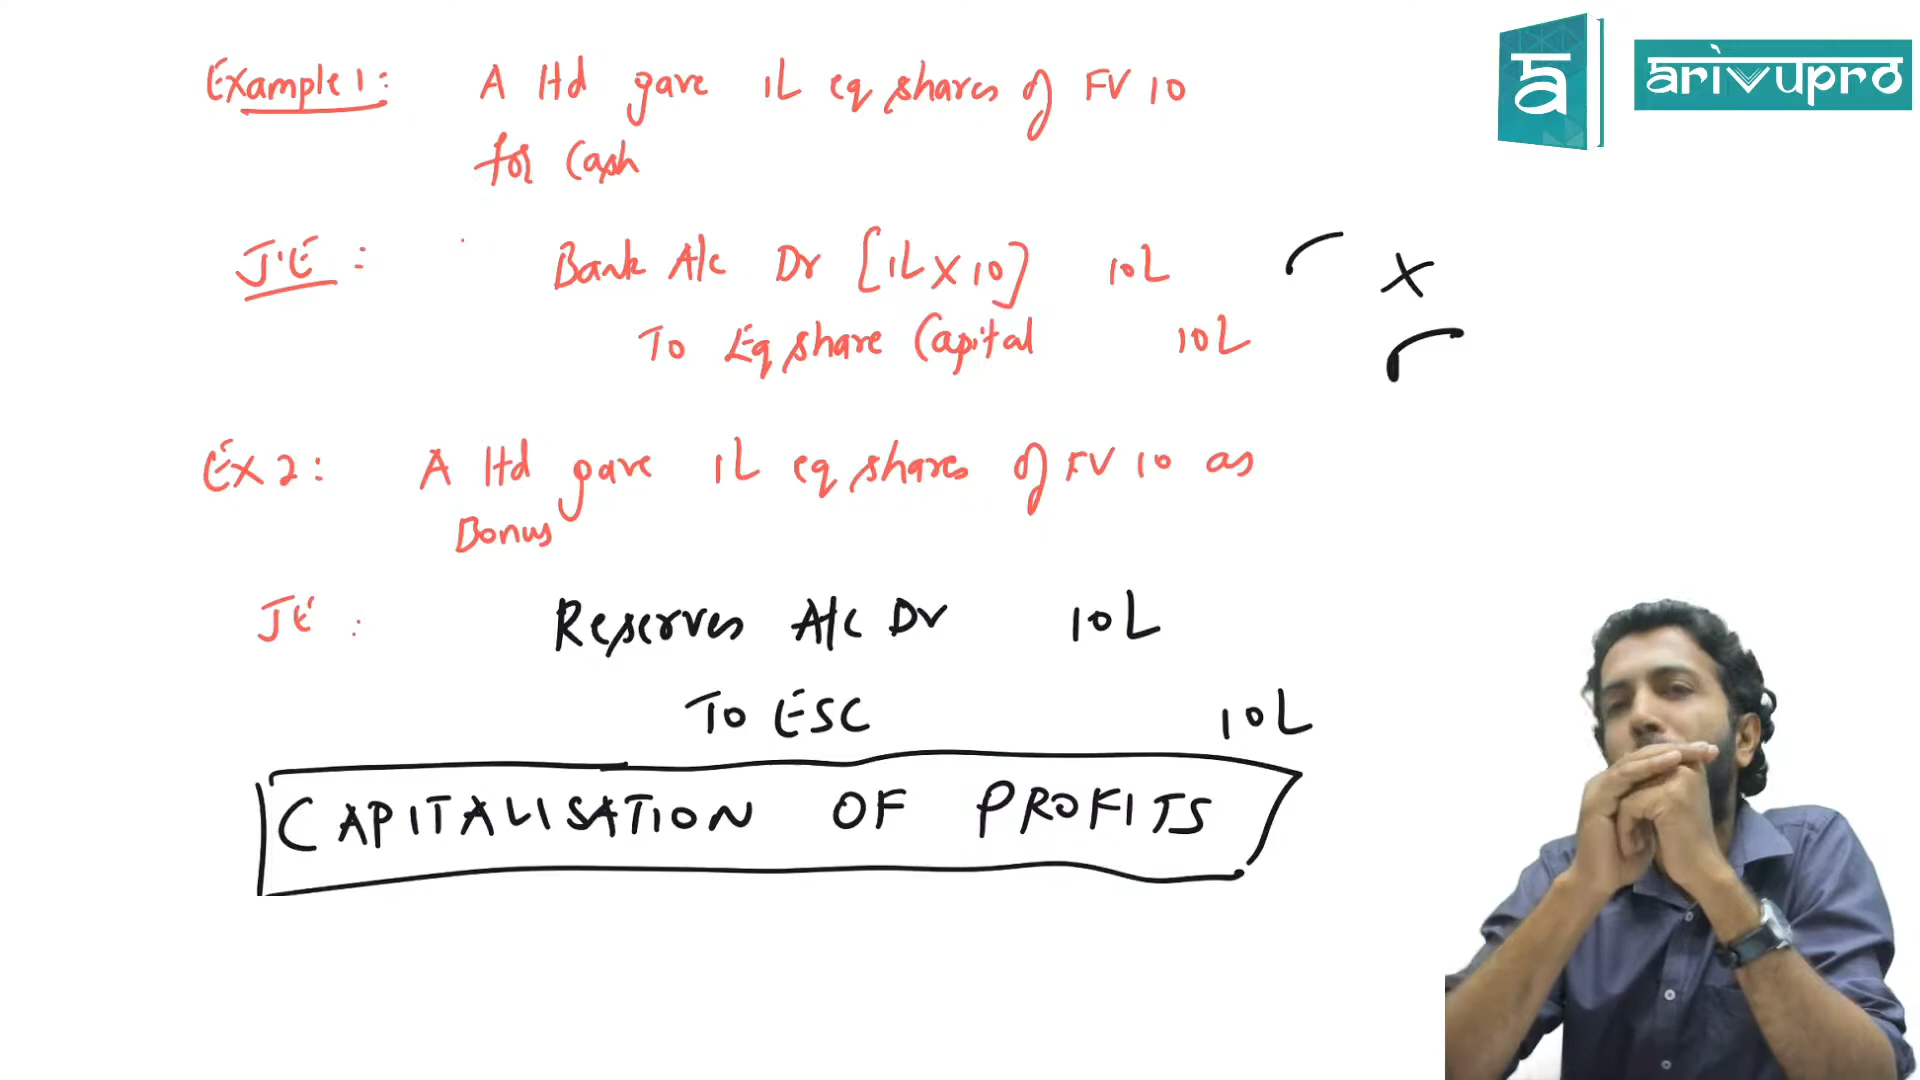 Example 1: A ltd gave 1L eq shares of FV 10
for Cash
JE: Bank A/c Dr [1L X 10] 10L
To Eq share Capital 10L
Ex 2: A ltd gave 1L eq shares of FV 10 as
Bonus
JE: Reserves A/c Dr 10L
To ESC 10L
CAPITALISATION OF PROFITS
arivupro